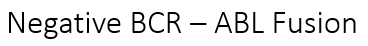 Negative BCR – ABL Fusion